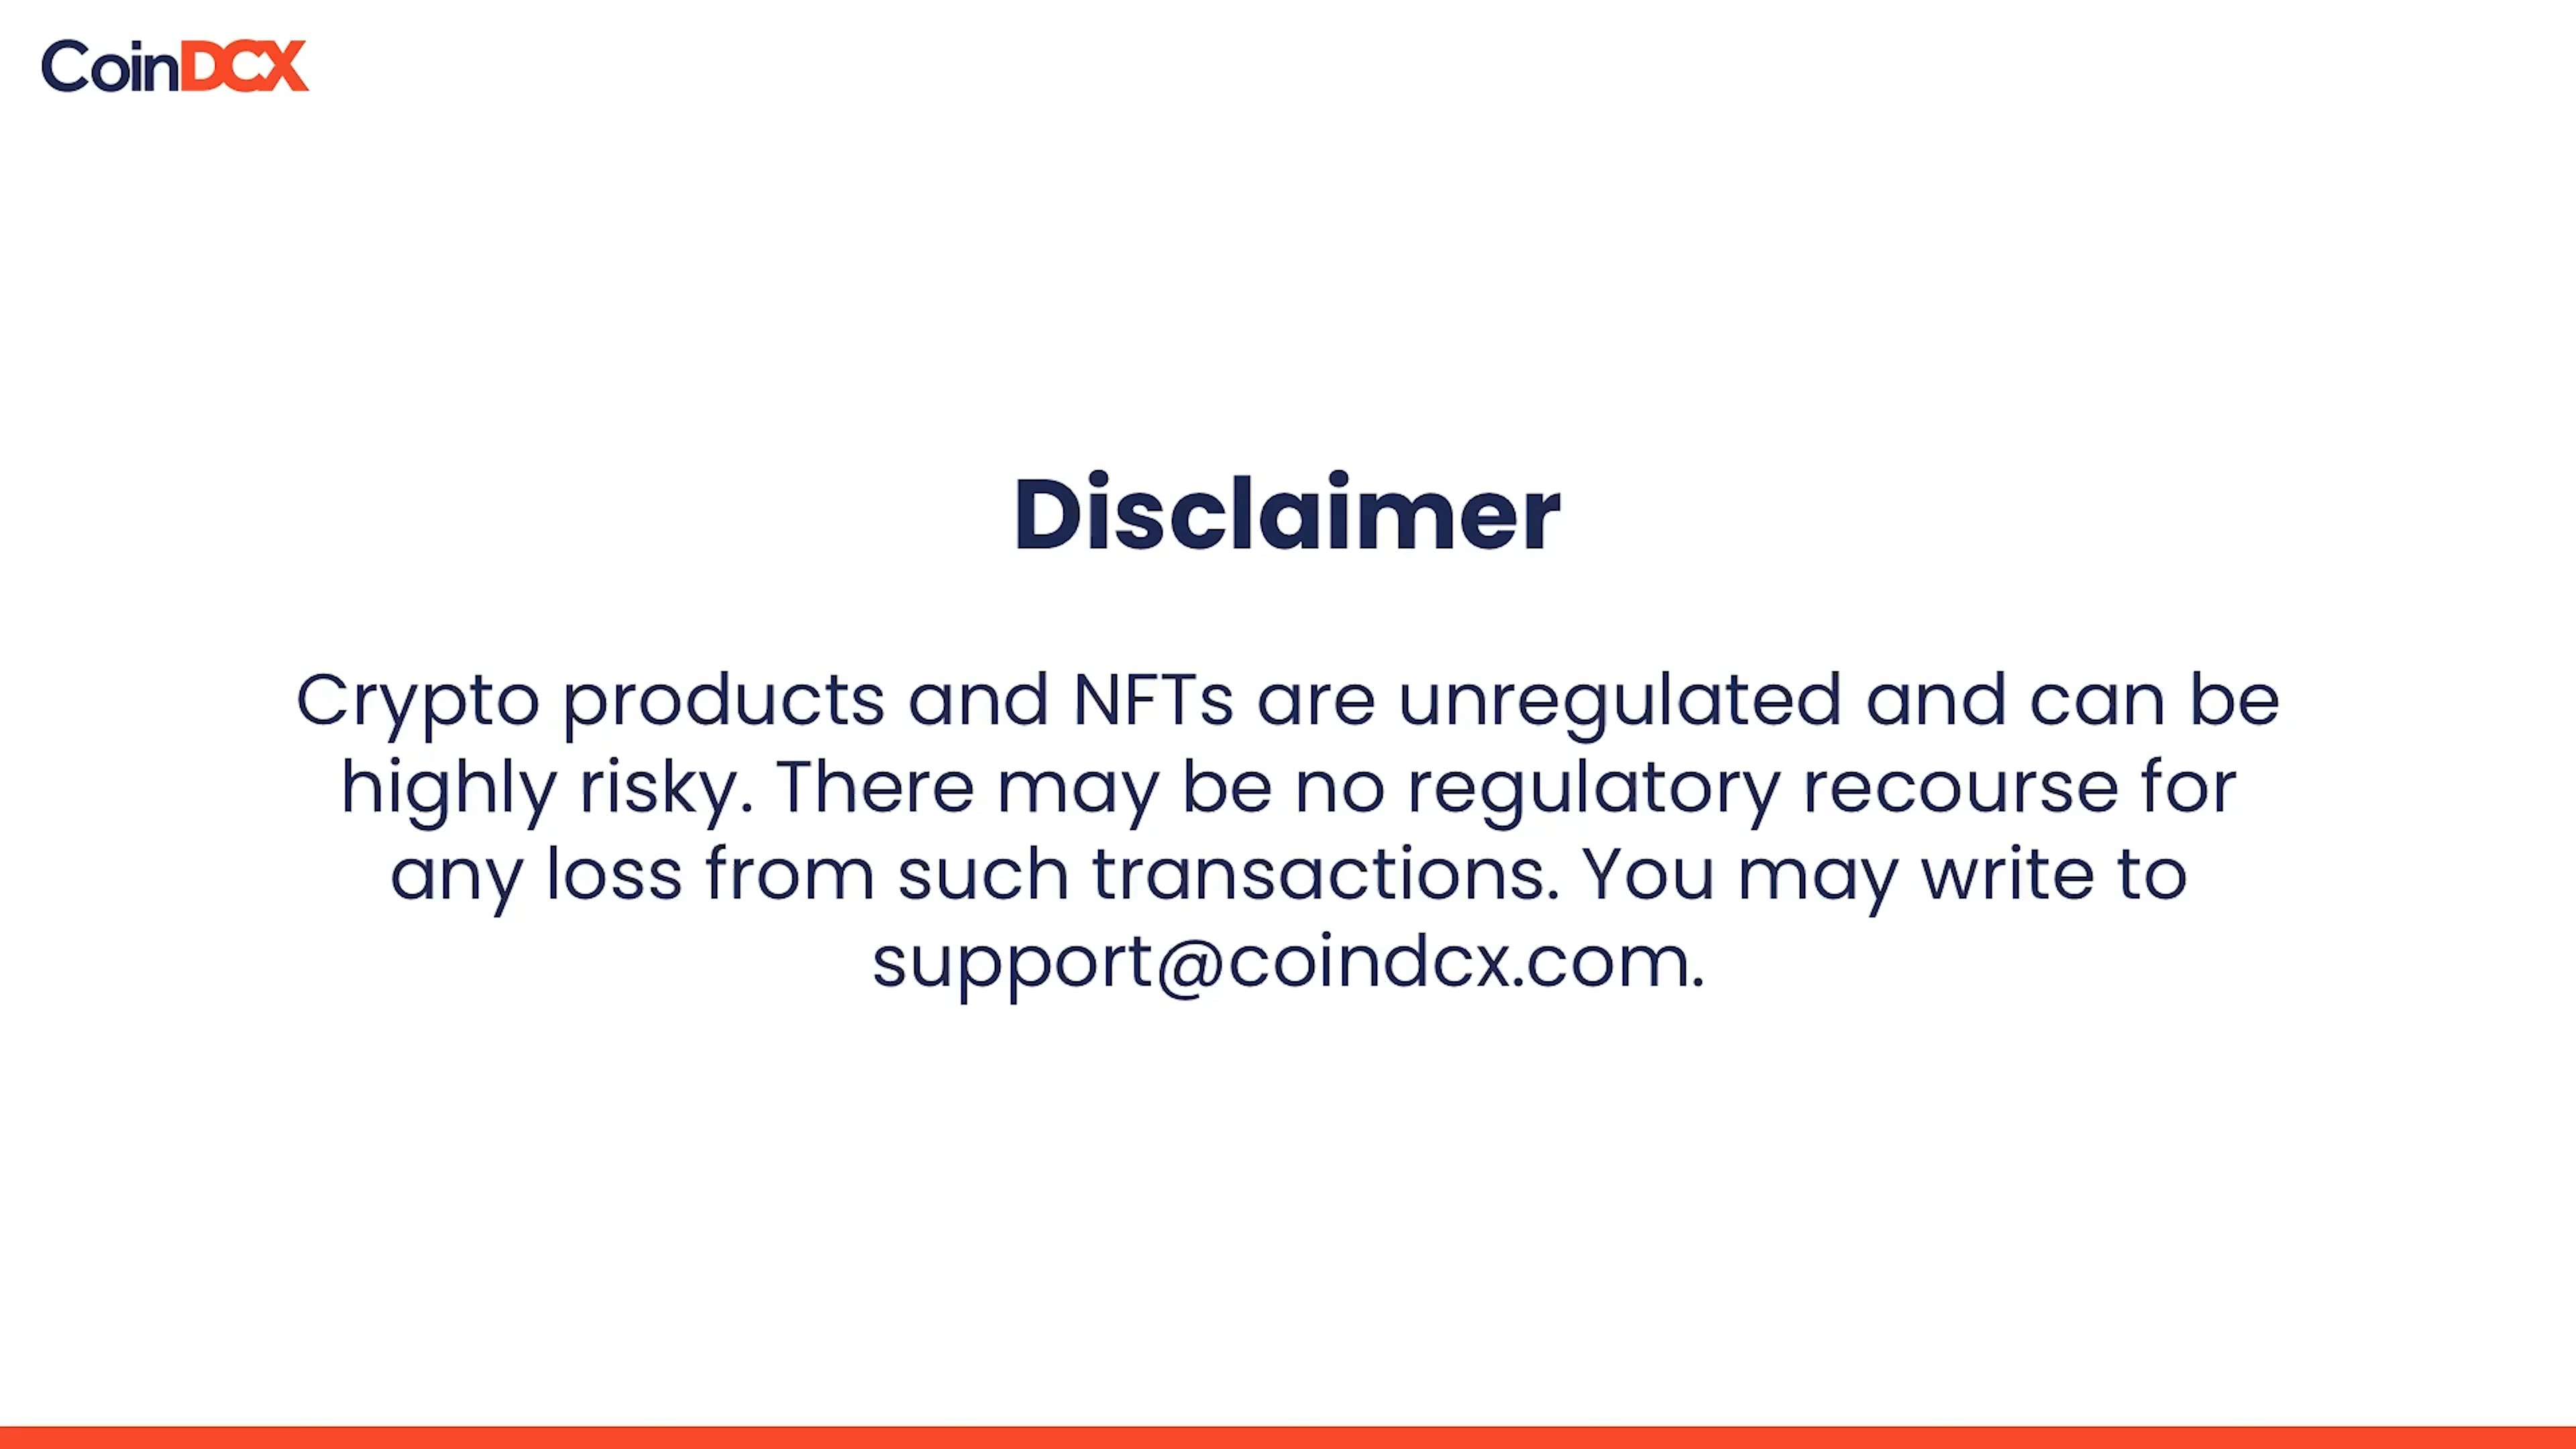 CoinDCX
Disclaimer
Crypto products and NFTs are unregulated and can be
highly risky. There may be no regulatory recourse for
any loss from such transactions. You may write to
support@coindcx.com.